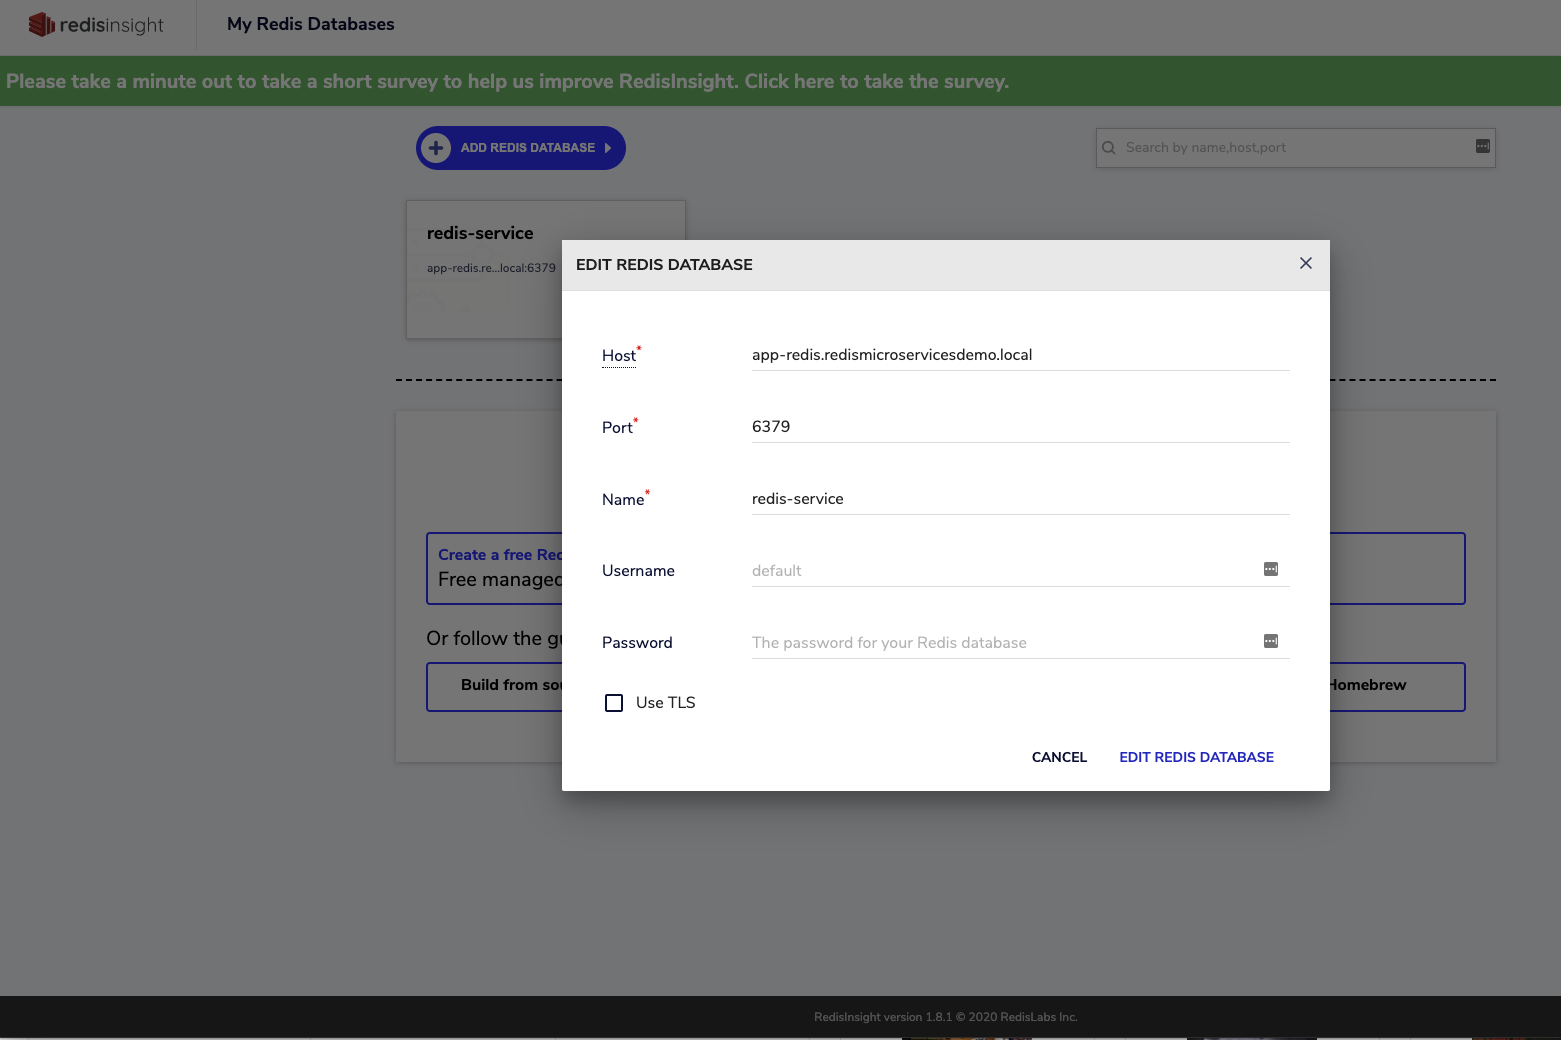 redisinsight
My Redis Databases
Please take a minute out to take a short survey to help us improve RedisInsight. Click here to take the survey.
ADD REDIS DATABASE
Search by name,host,port
redis-service
app-redis.re...local:6379
EDIT REDIS DATABASE
Host*
app-redis.redismicroservicesdemo.local
Port*
6379
Name*
redis-service
Username
default
Password
The password for your Redis database
Use TLS
CANCEL
EDIT REDIS DATABASE
Create a free
Free managed
Or follow the
Build from
Homebrew
RedisInsight version 1.8.1 © 2020 RedisLabs Inc.